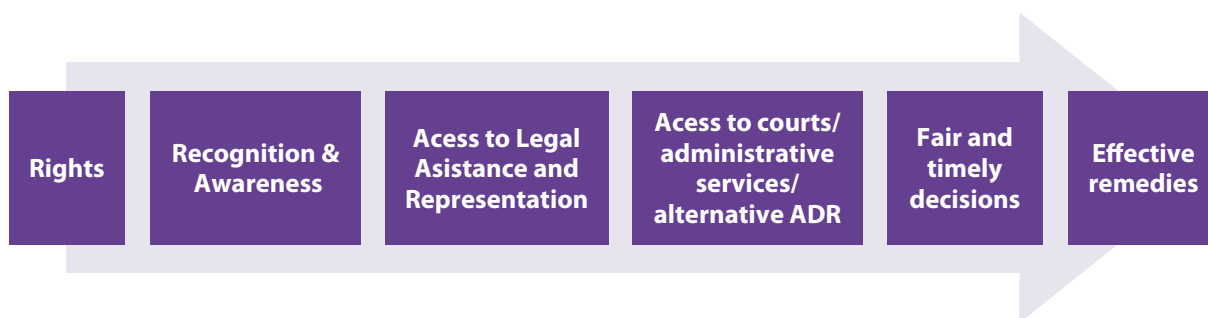 Rights
Recognition &
Awareness
Acess to Legal
Asistance and
Representation
Acess to courts/
administrative
services/
alternative ADR
Fair and
timely
decisions
Effective
remedies